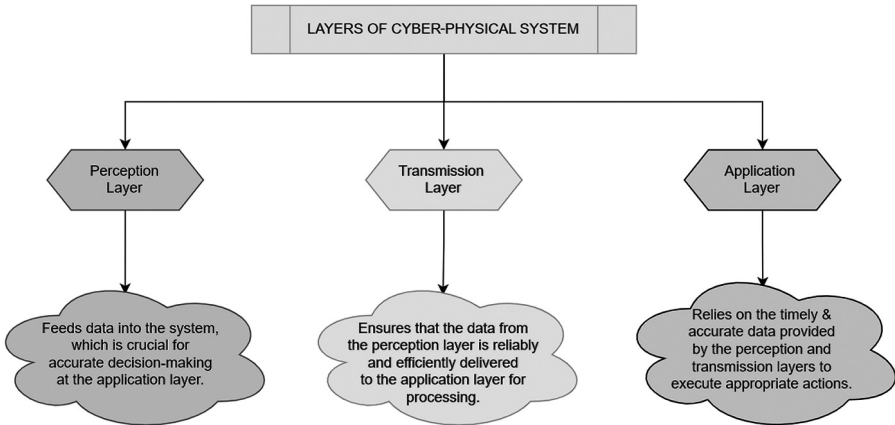 LAYERS OF CYBER-PHYSICAL SYSTEM
Perception
Layer
Transmission
Layer
Application
Layer
Feeds data into the system,
which is crucial for
accurate decision-making
at the application layer.
Ensures that the data from
the perception layer is reliably
and efficiently delivered
to the application layer for
processing.
Relies on the timely &
accurate data provided
by the perception and
transmission layers to
execute appropriate actions.